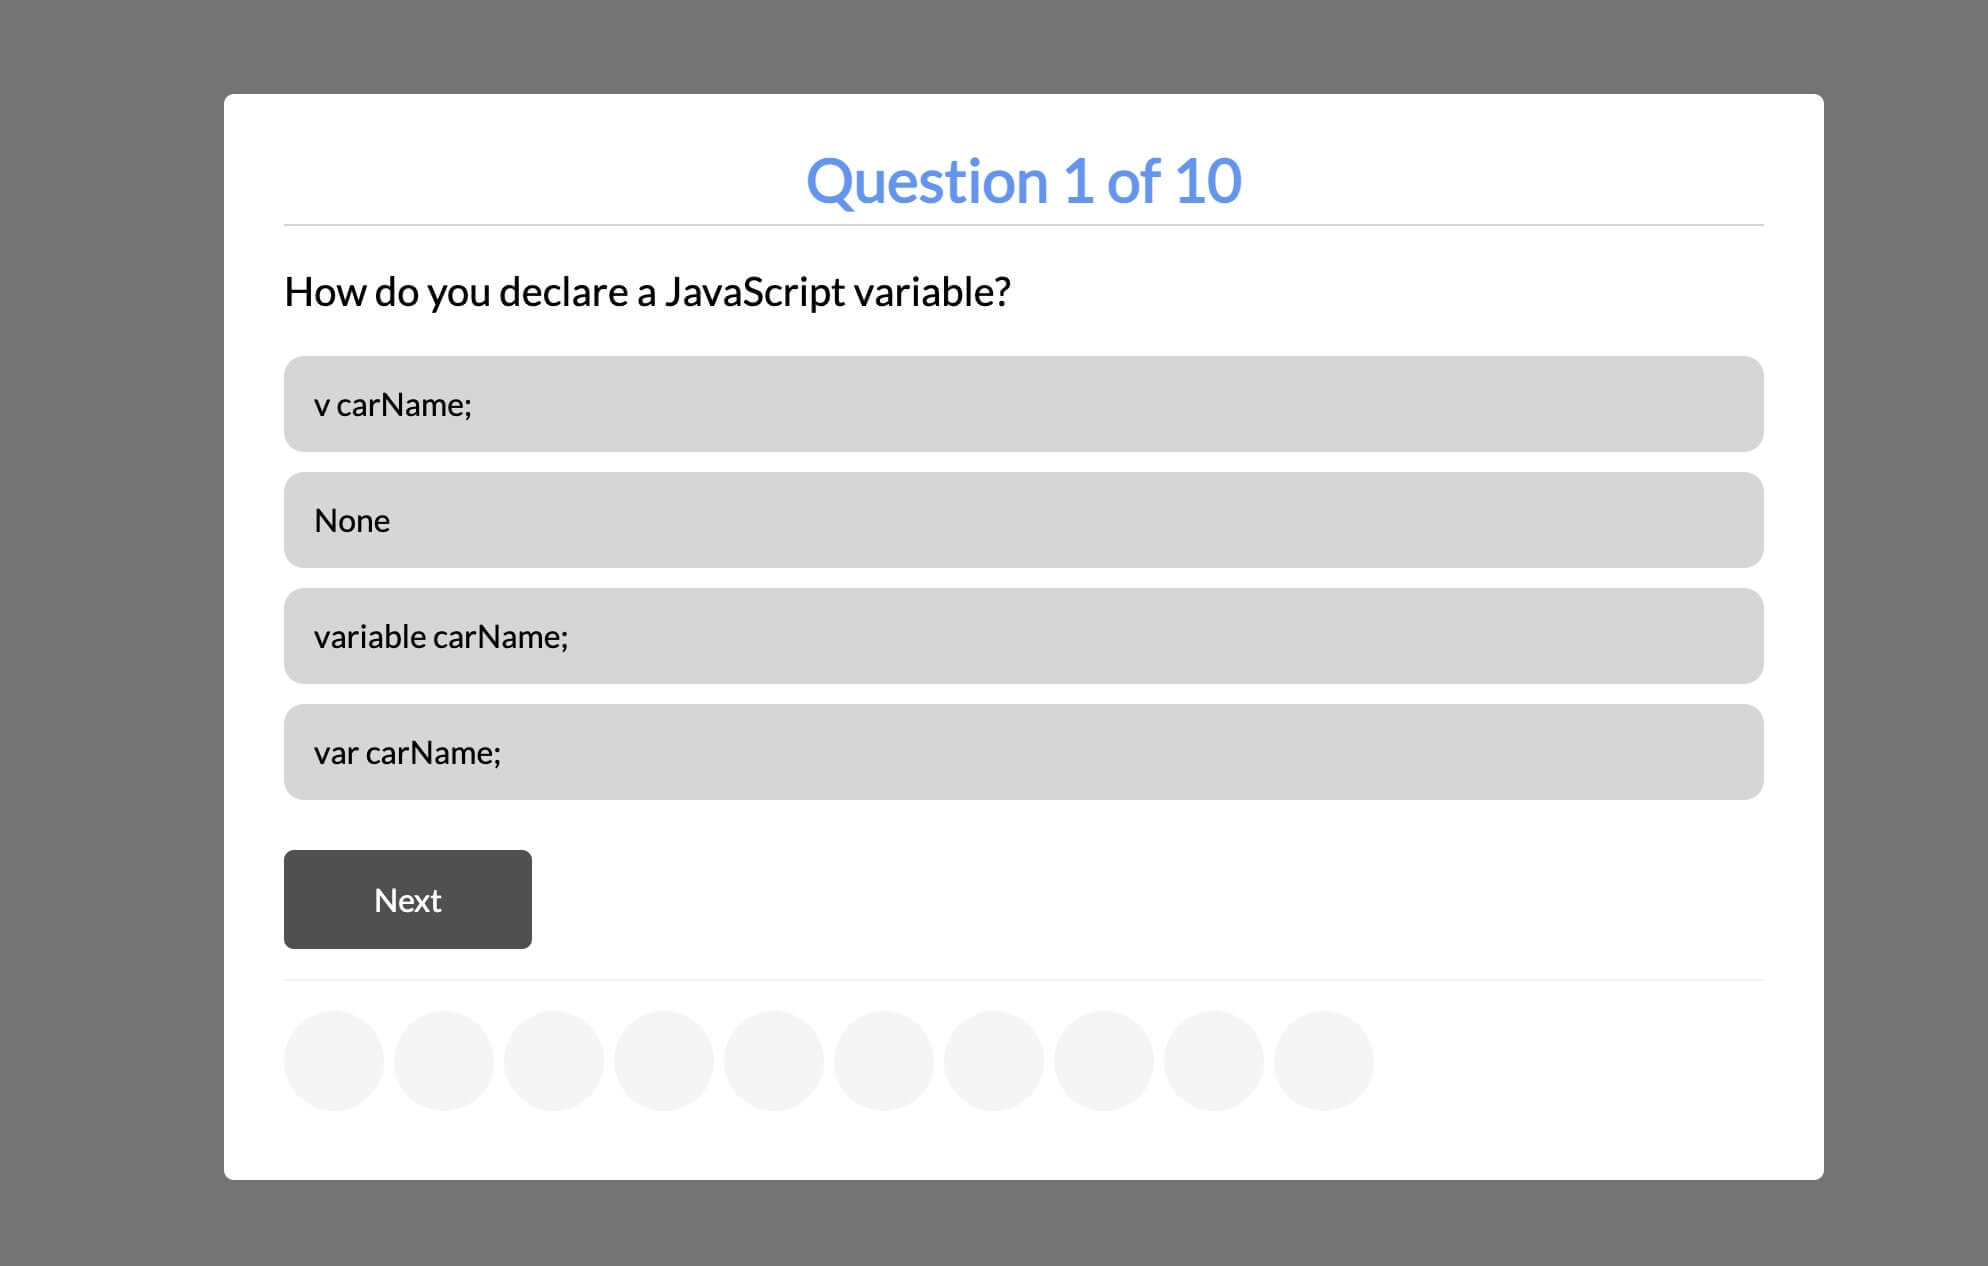 Question 1 of 10
How do you declare a JavaScript variable?
v carName;
None
variable carName;
var carName;
Next